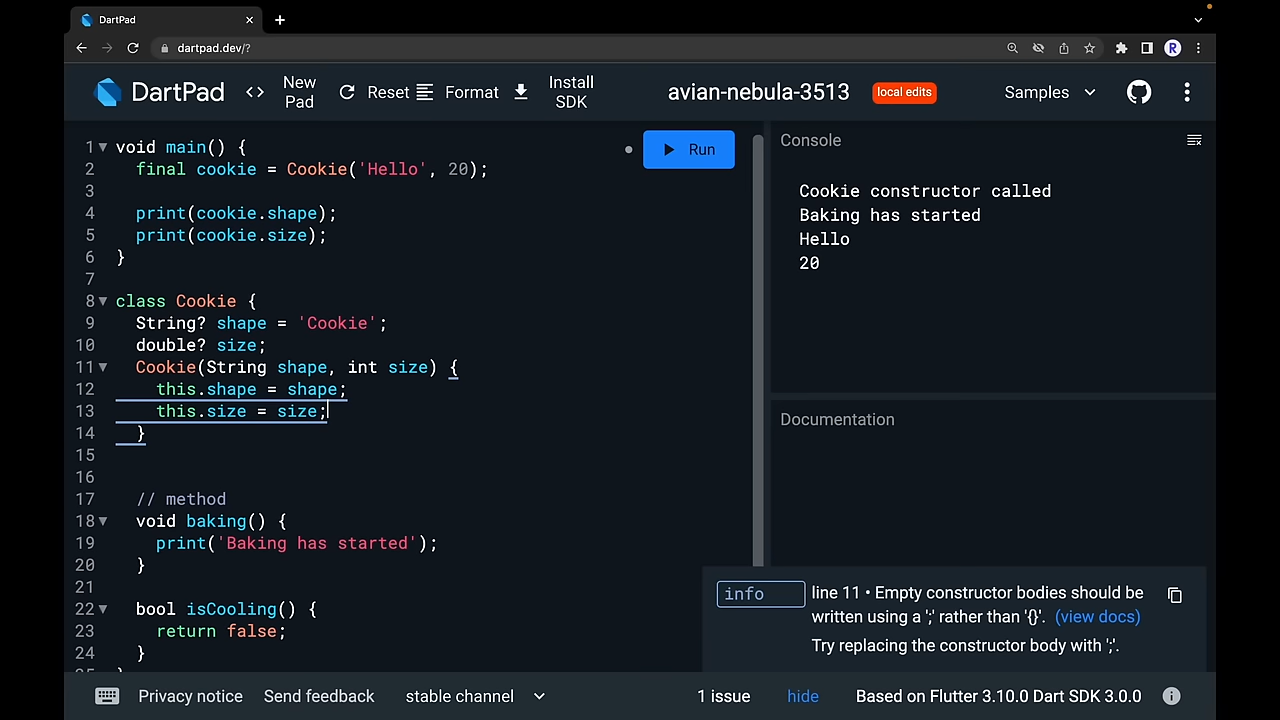 DartPad
dartpad.dev/?
R
DartPad
<> New Pad
Reset
Format
Install SDK
avian-nebula-3513
local edits
Samples
1 void main() {
2 final cookie = Cookie('Hello', 20);
3
4 print(cookie.shape);
5 print(cookie.size);
6 }
7
8 class Cookie {
9 String? shape = 'Cookie';
10 double? size;
11 Cookie(String shape, int size) {
12 this.shape = shape;
13 this.size = size;
14 }
15
16
17 // method
18 void baking() {
19 print('Baking has started');
20 }
21
22 bool isCooling() {
23 return false;
24 }
Run
Console
Cookie constructor called
Baking has started
Hello
20
Documentation
info
line 11 • Empty constructor bodies should be
written using a ';' rather than '{}'. (view docs)
Try replacing the constructor body with ';'.
Privacy notice
Send feedback
stable channel
1 issue
hide
Based on Flutter 3.10.0 Dart SDK 3.0.0